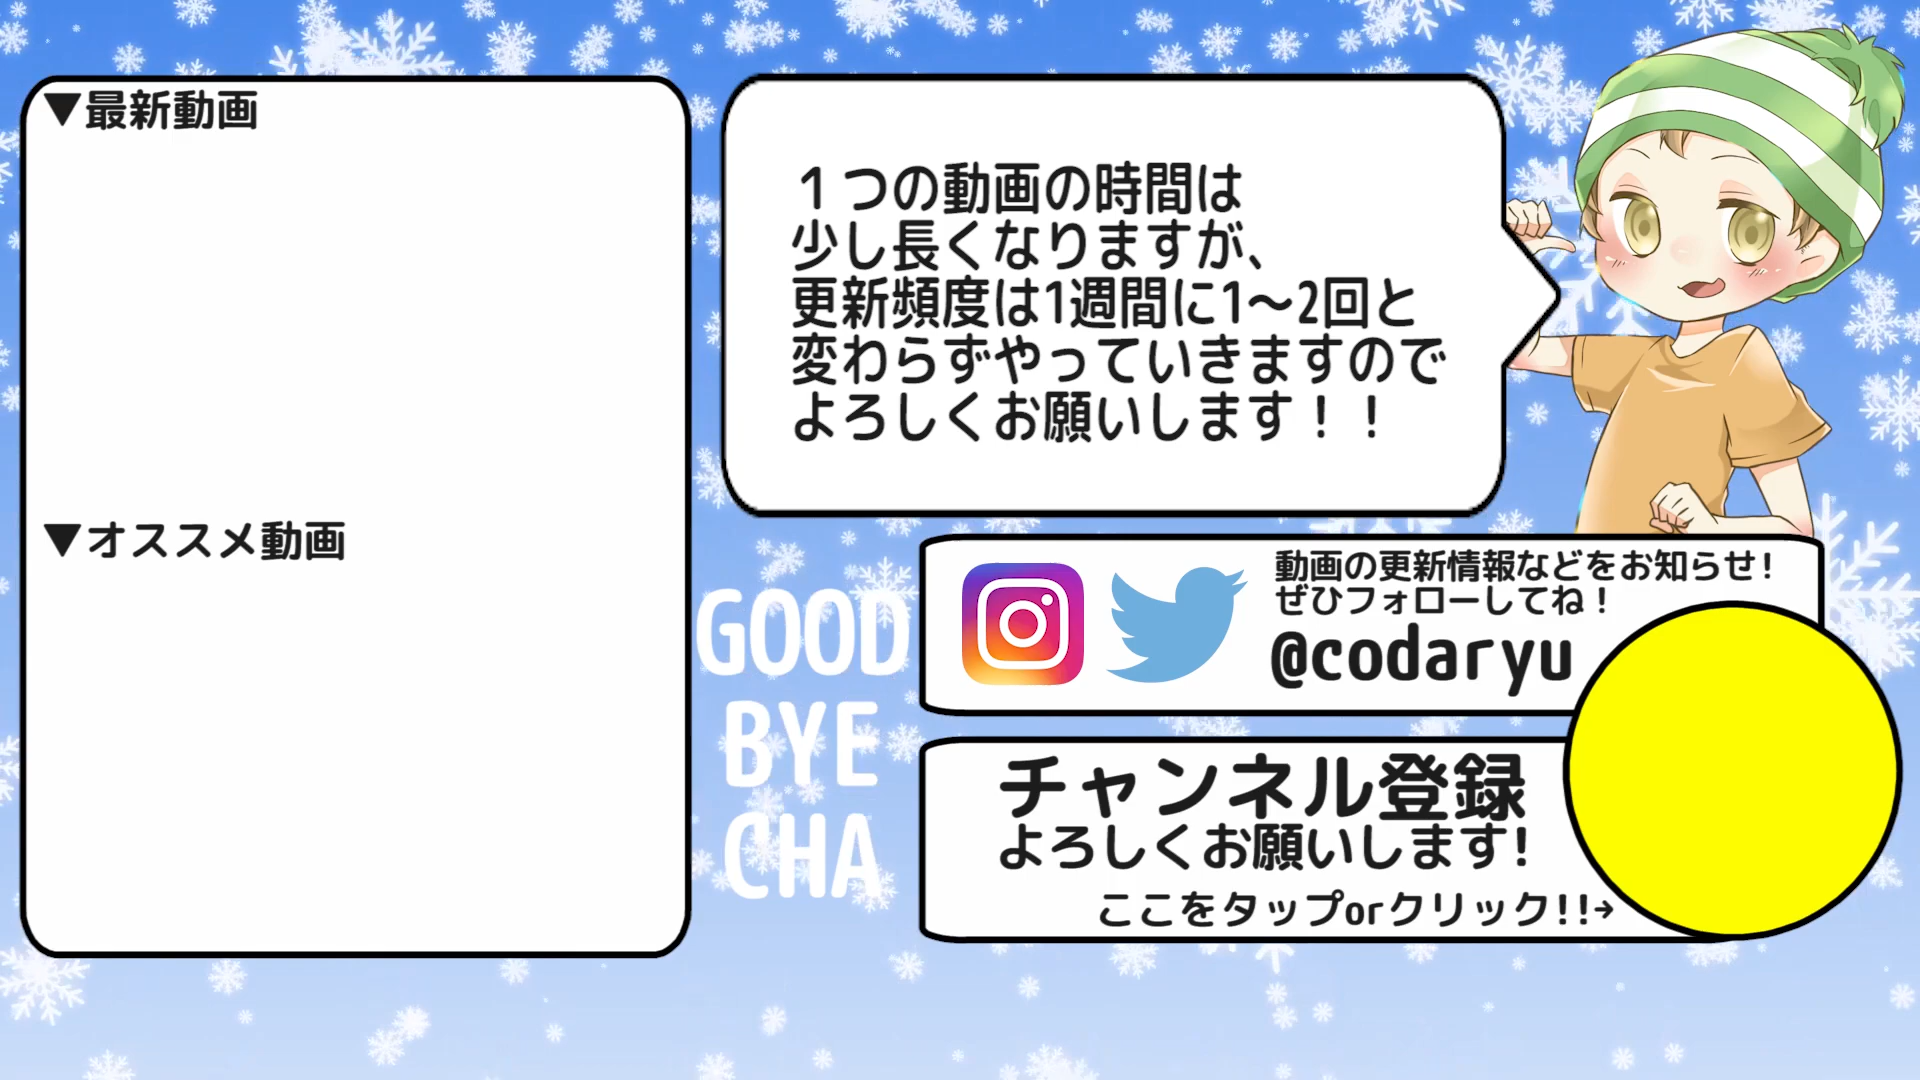 ▼最新動画
▼オススメ動画
１つの動画の時間は
少し長くなりますが、
更新頻度は1週間に1〜2回と
変わらずやっていきますので
よろしくお願いします！！
GOOD
BYE
CHA
動画の更新情報などをお知らせ！
ぜひフォローしてね！
@codaryu
チャンネル登録
よろしくお願いします!
ここをタップorクリック!!→